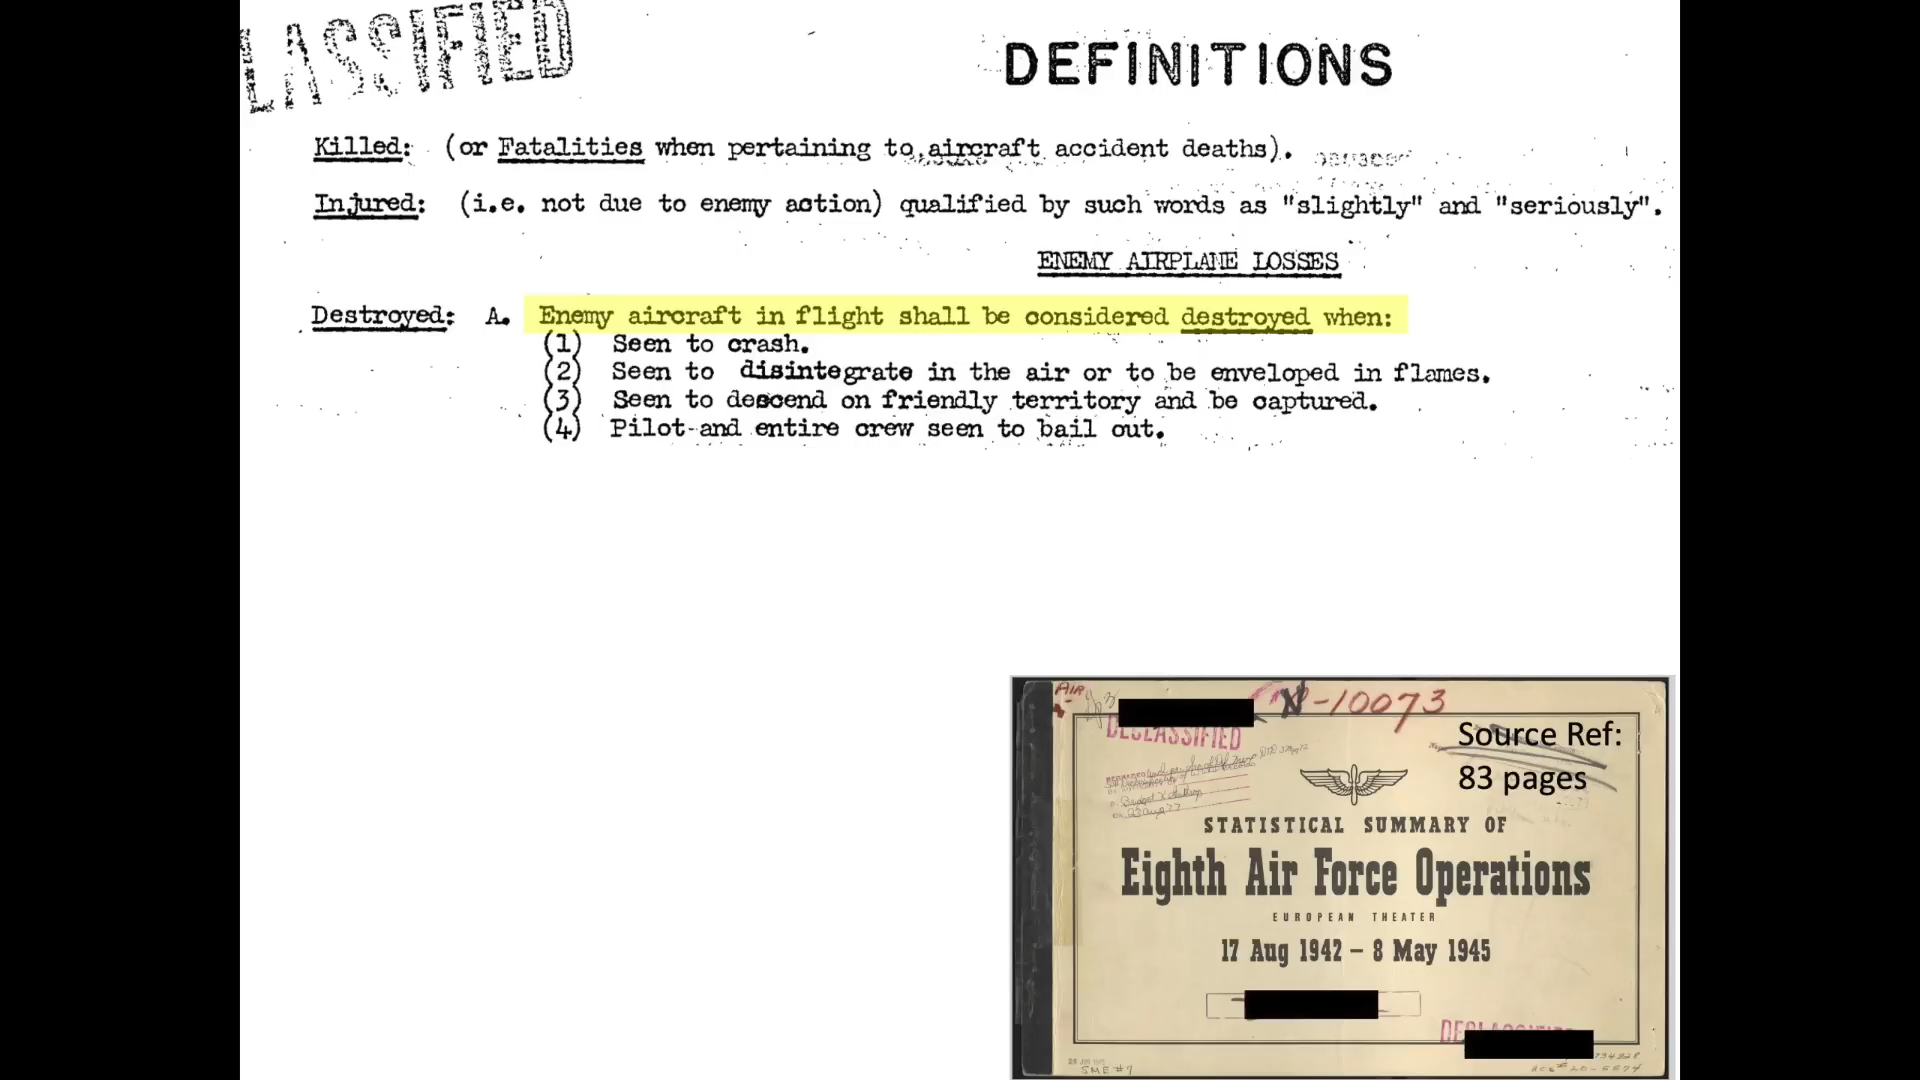 LASSIFIED
DEFINITIONS
Killed: (or Fatalities when pertaining to aircraft accident deaths).
Injured: (i.e. not due to enemy action) qualified by such words as "slightly" and "seriously".
ENEMY AIRPLANE LOSSES
Destroyed: A. Enemy aircraft in flight shall be considered destroyed when:
(1) Seen to crash.
(2) Seen to disintegrate in the air or to be enveloped in flames.
(3) Seen to descend on friendly territory and be captured.
(4) Pilot and entire crew seen to bail out.
AIR
N-10073
DECLASSIFIED
Source Ref:
83 pages
STATISTICAL SUMMARY OF
Eighth Air Force Operations
EUROPEAN THEATER
17 Aug 1942 – 8 May 1945
DECLASSIFIED
SME #7